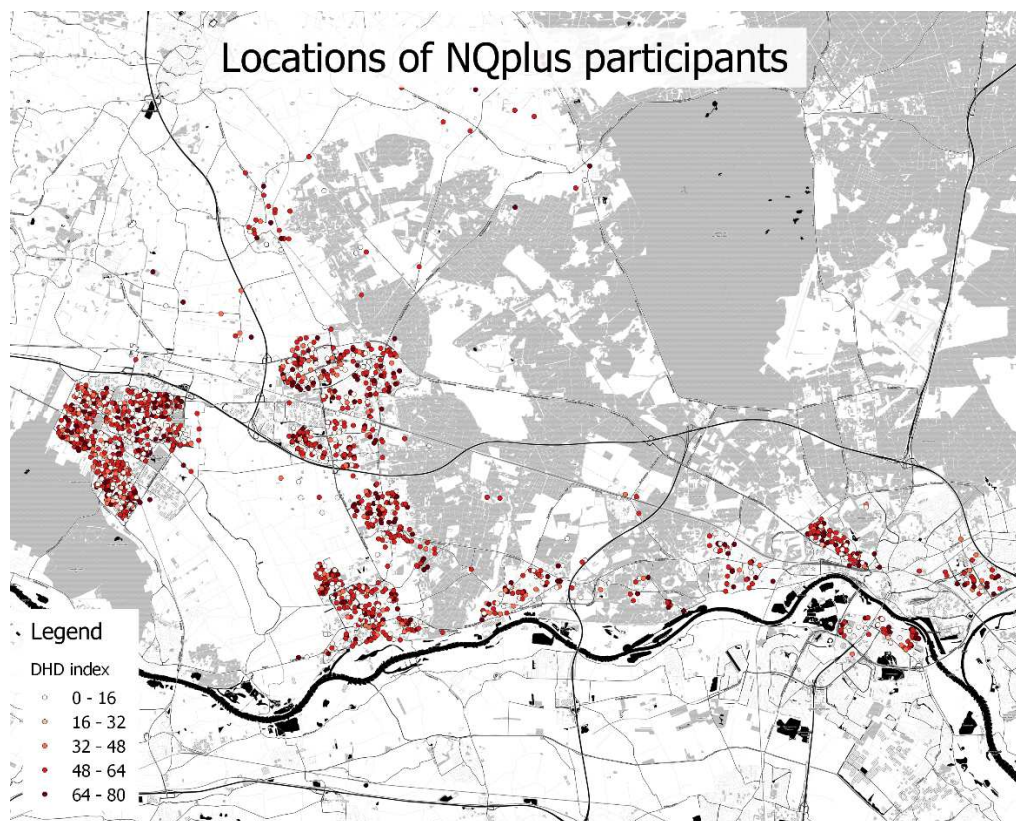 Locations of NQplus participants
Legend
DHD index
0 - 16
16 - 32
32 - 48
48 - 64
64 - 80